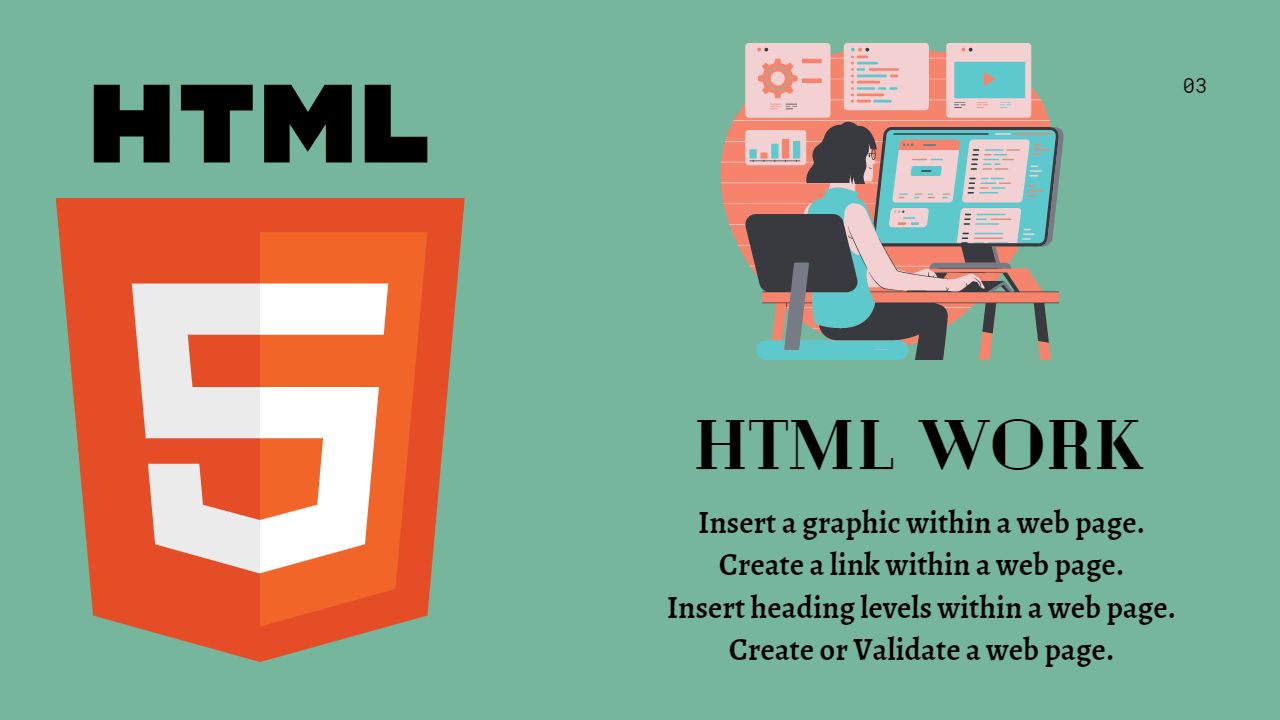 HTML
5
03
HTML WORK
Insert a graphic within a web page.
Create a link within a web page.
Insert heading levels within a web page.
Create or Validate a web page.